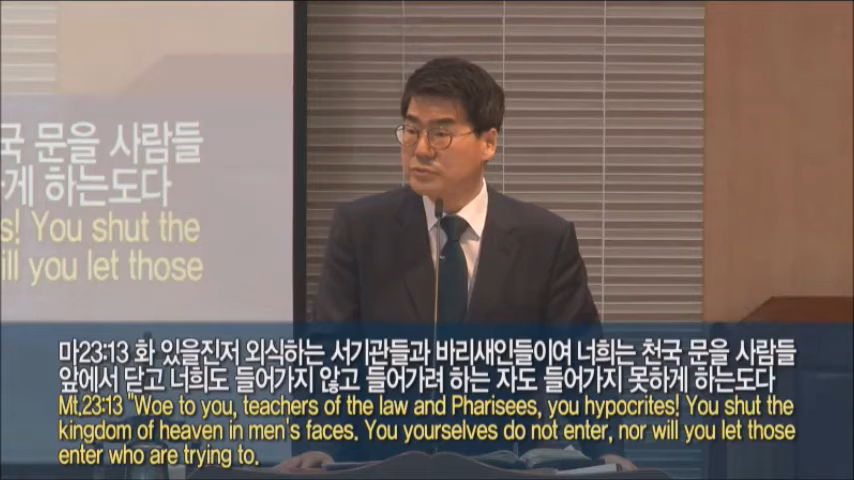 국 문을 사람들
하게 하는도다
s! You shut the
will you let those
마23:13 화 있을진저 외식하는 서기관들과 바리새인들이여 너희는 천국 문을 사람들
앞에서 닫고 너희도 들어가지 않고 들어가려 하는 자도 들어가지 못하게 하는도다
Mt.23:13 "Woe to you, teachers of the law and Pharisees, you hypocrites! You shut the
kingdom of heaven in men's faces. You yourselves do not enter, nor will you let those
enter who are trying to.